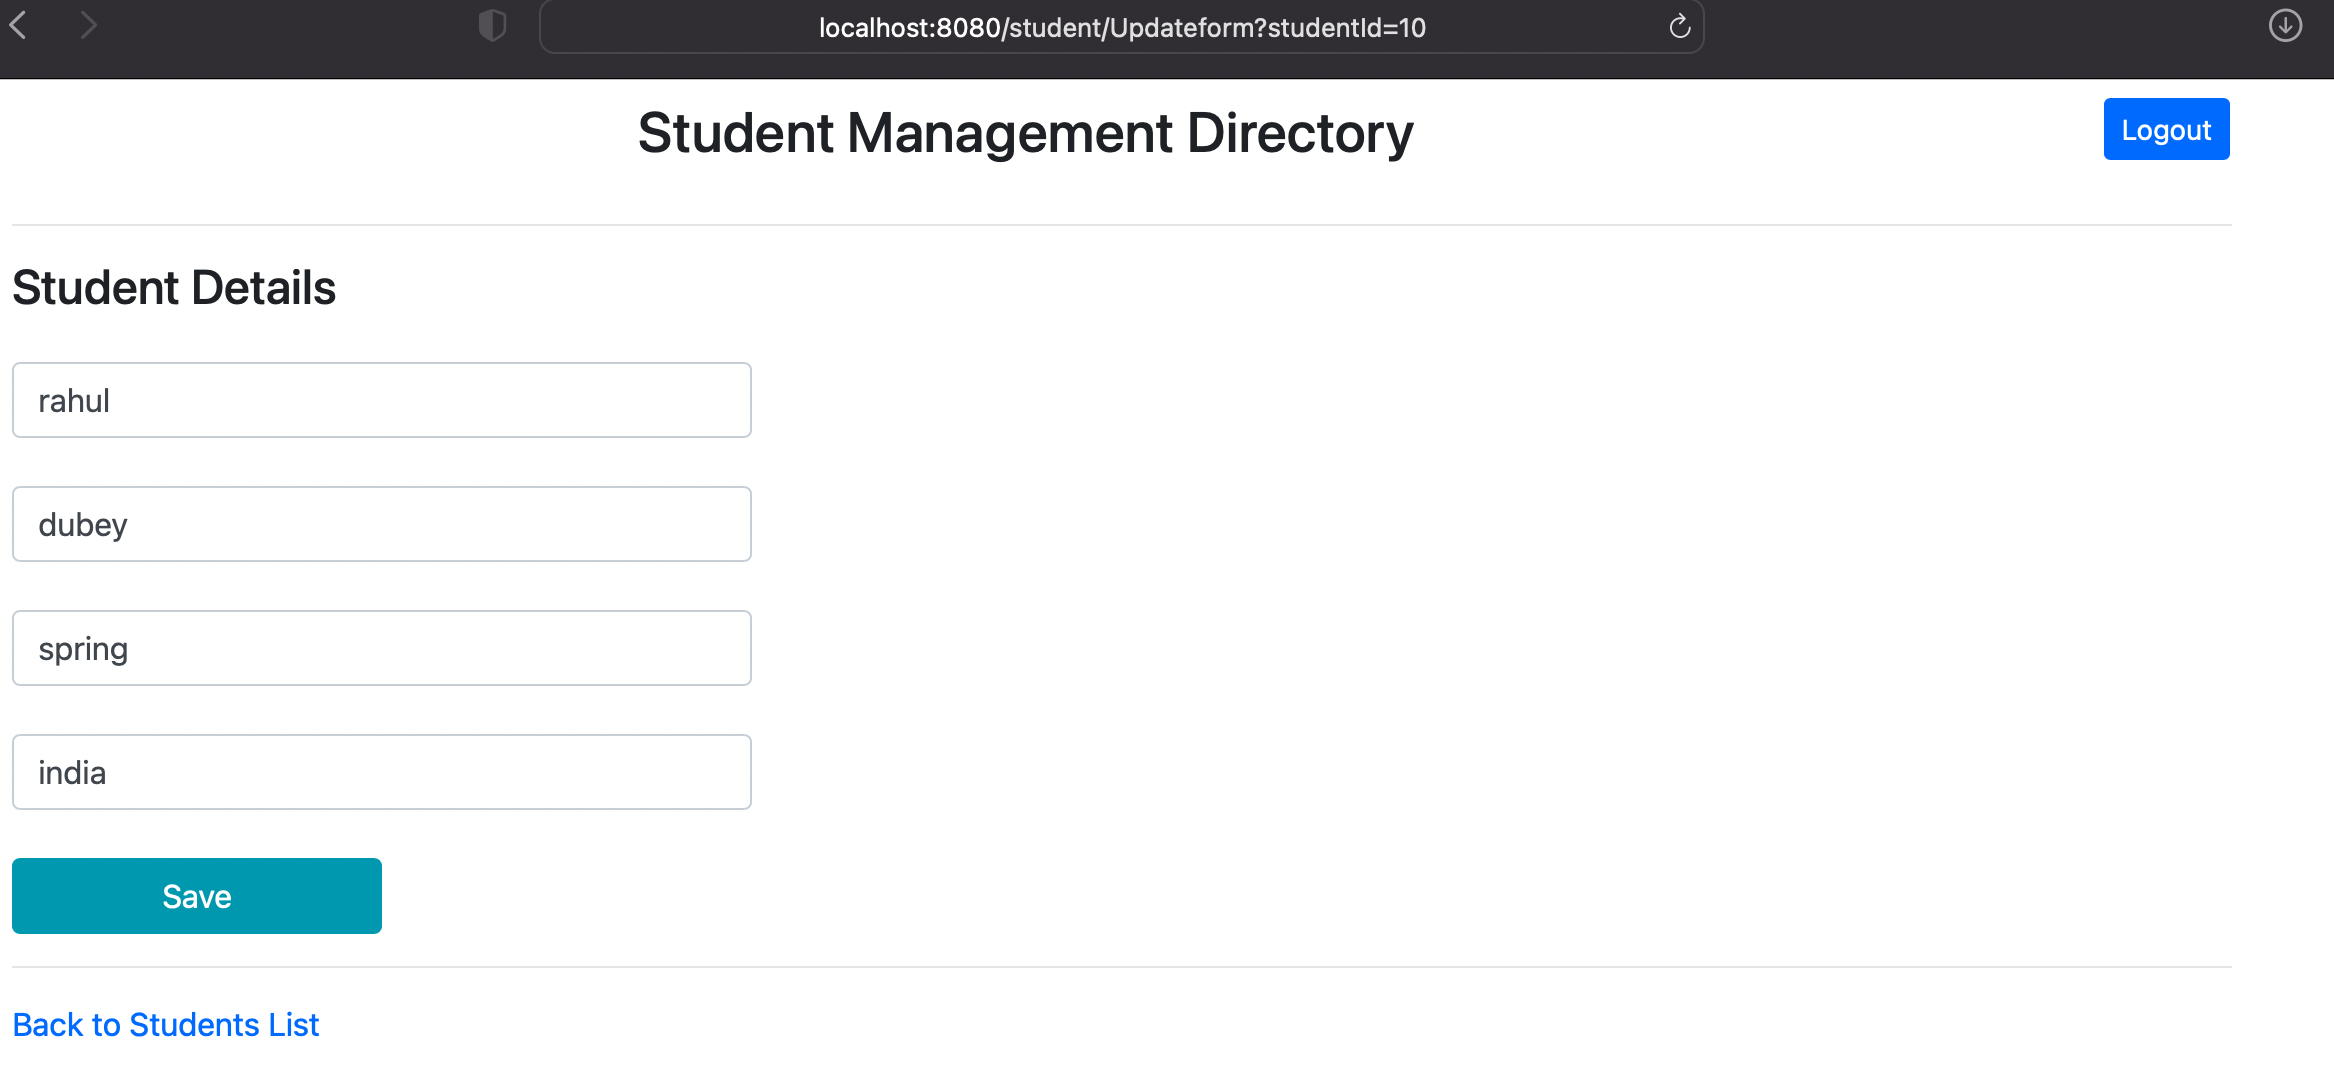 localhost:8080/student/Updateform?studentId=10
Student Management Directory
Logout
Student Details
rahul
dubey
spring
india
Save
Back to Students List